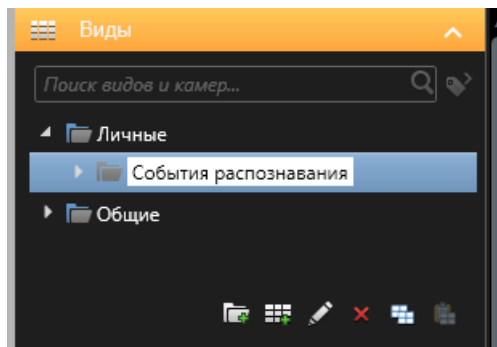 Виды
Поиск видов и камер...
Личные
События распознавания
Общие